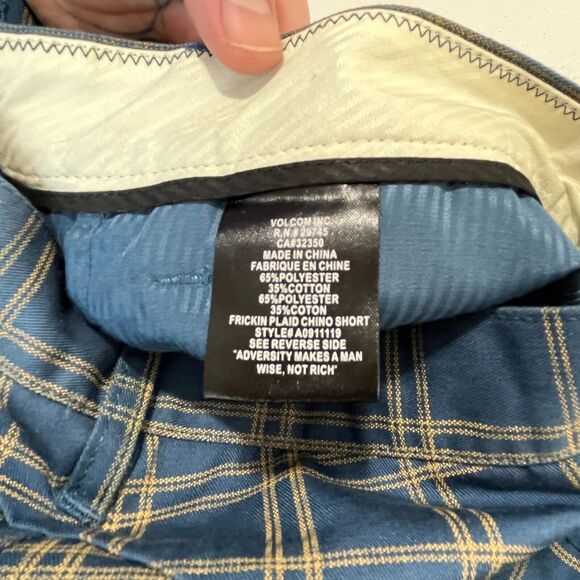 VOLCOM INC
R.N.# 29745
CA#32350
MADE IN CHINA
FABRIQUE EN CHINE
65%POLYESTER
35%COTTON
65%POLYESTER
35%COTON
FRICKIN PLAID CHINO SHORT
STYLE# A0911119
SEE REVERSE SIDE
"ADVERSITY MAKES A MAN
WISE, NOT RICH"